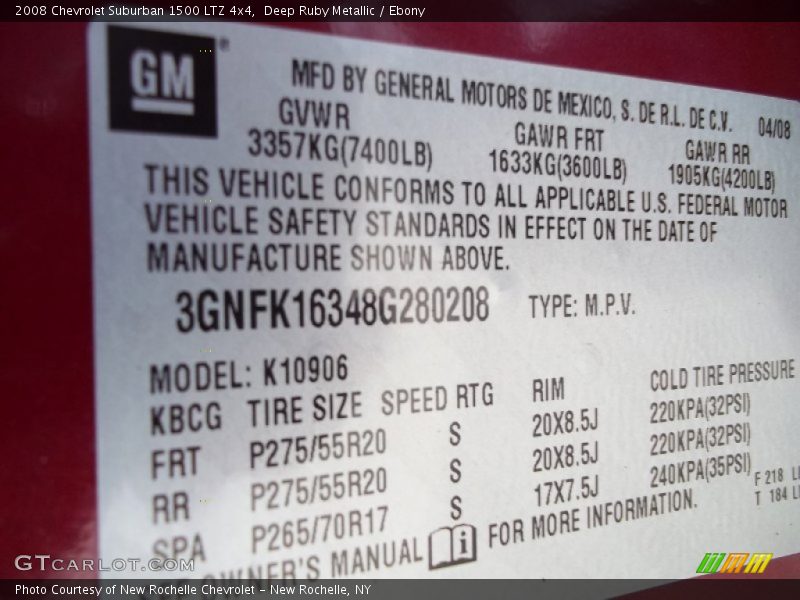 2008 Chevrolet Suburban 1500 LTZ 4x4,  Deep Ruby Metallic / Ebony
GM®
MFD BY GENERAL MOTORS DE MEXICO, S. DE R.L. DE C.V. 04/08
GVWR GAWR FRT GAWR RR
3357KG(7400LB) 1633KG(3600LB) 1905KG(4200LB)
THIS VEHICLE CONFORMS TO ALL APPLICABLE U.S. FEDERAL MOTOR
VEHICLE SAFETY STANDARDS IN EFFECT ON THE DATE OF
MANUFACTURE SHOWN ABOVE.
3GNFK16348G280208 TYPE: M.P.V.
MODEL: K10906
KBCG TIRE SIZE SPEED RTG RIM COLD TIRE PRESSURE
FRT P275/55R20 S 20X8.5J 220KPA(32PSI)
RR P275/55R20 S 20X8.5J 220KPA(32PSI)
SPA P265/70R17 S 17X7.5J 240KPA(35PSI)
F 218
T 184
OWNER'S MANUAL i FOR MORE INFORMATION.
GTCARLOT.COM
Photo Courtesy of New Rochelle Chevrolet - New Rochelle, NY